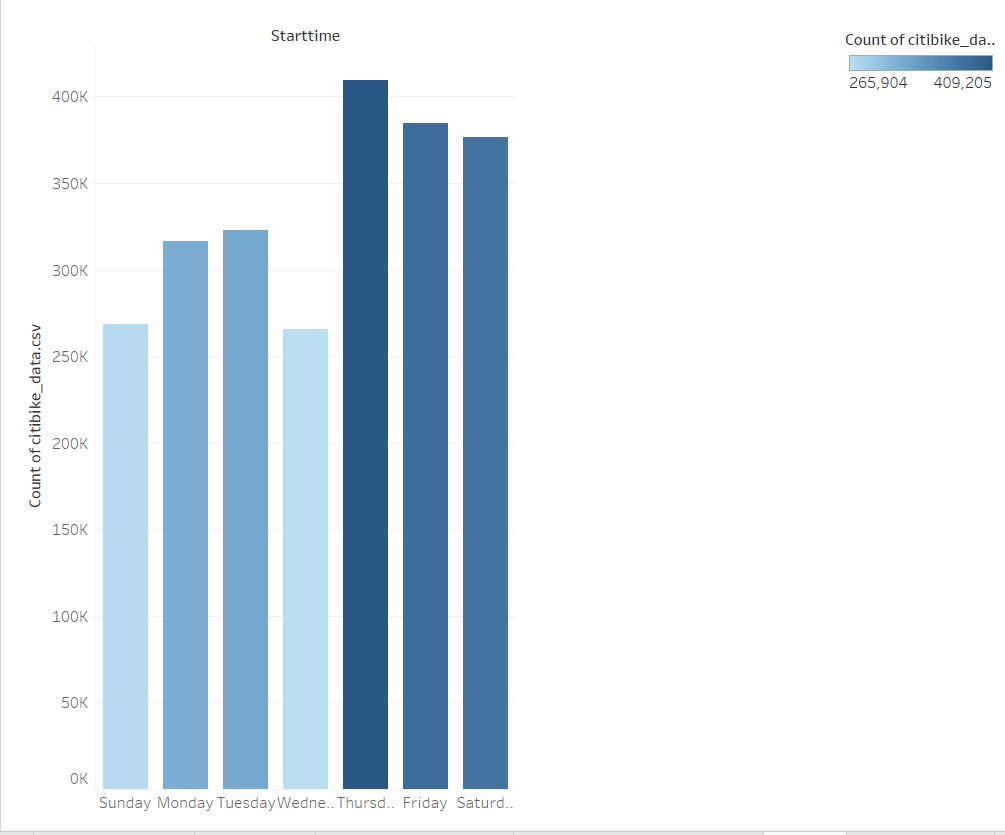 Starttime
Count of citibike_da..
265,904 409,205
400K
350K
300K
250K
200K
150K
100K
50K
0K
Count of citibike_data.csv
Sunday Monday Tuesday Wedne.. Thursd.. Friday Saturd..